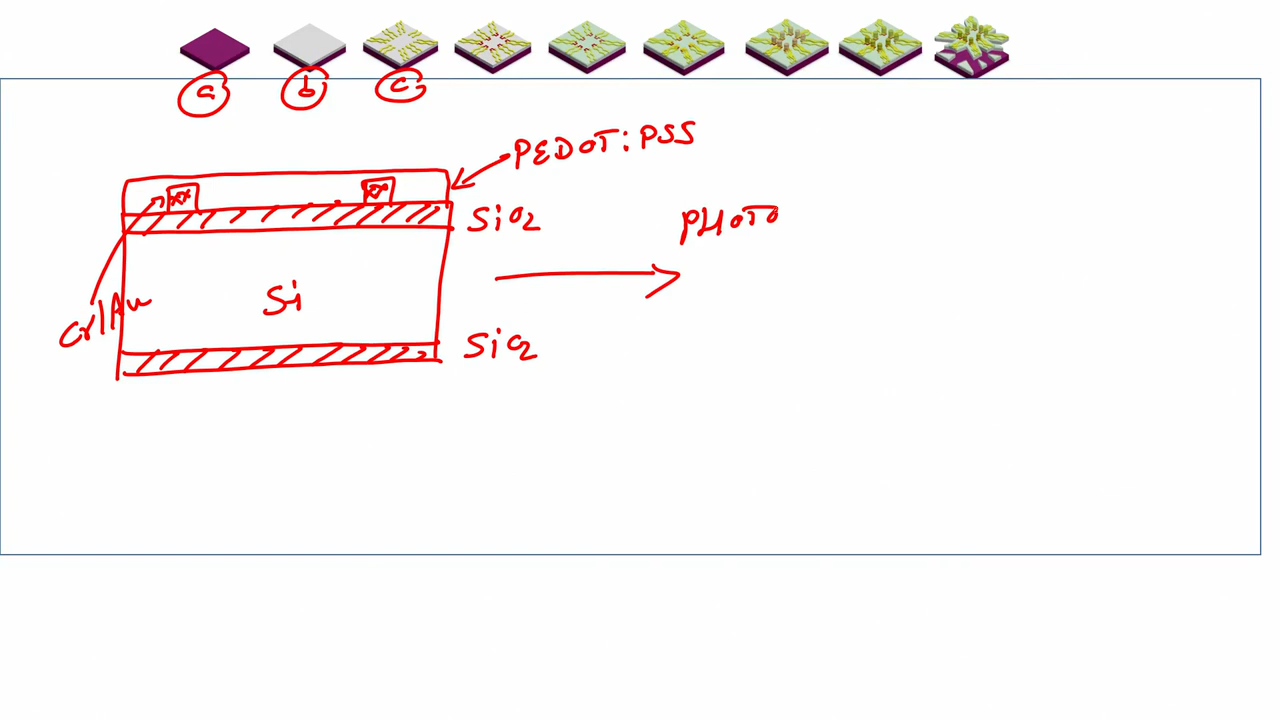 a b c
PEDOT: PSS
SiO2
PHOTO
Cr/Au
Si
SiO2